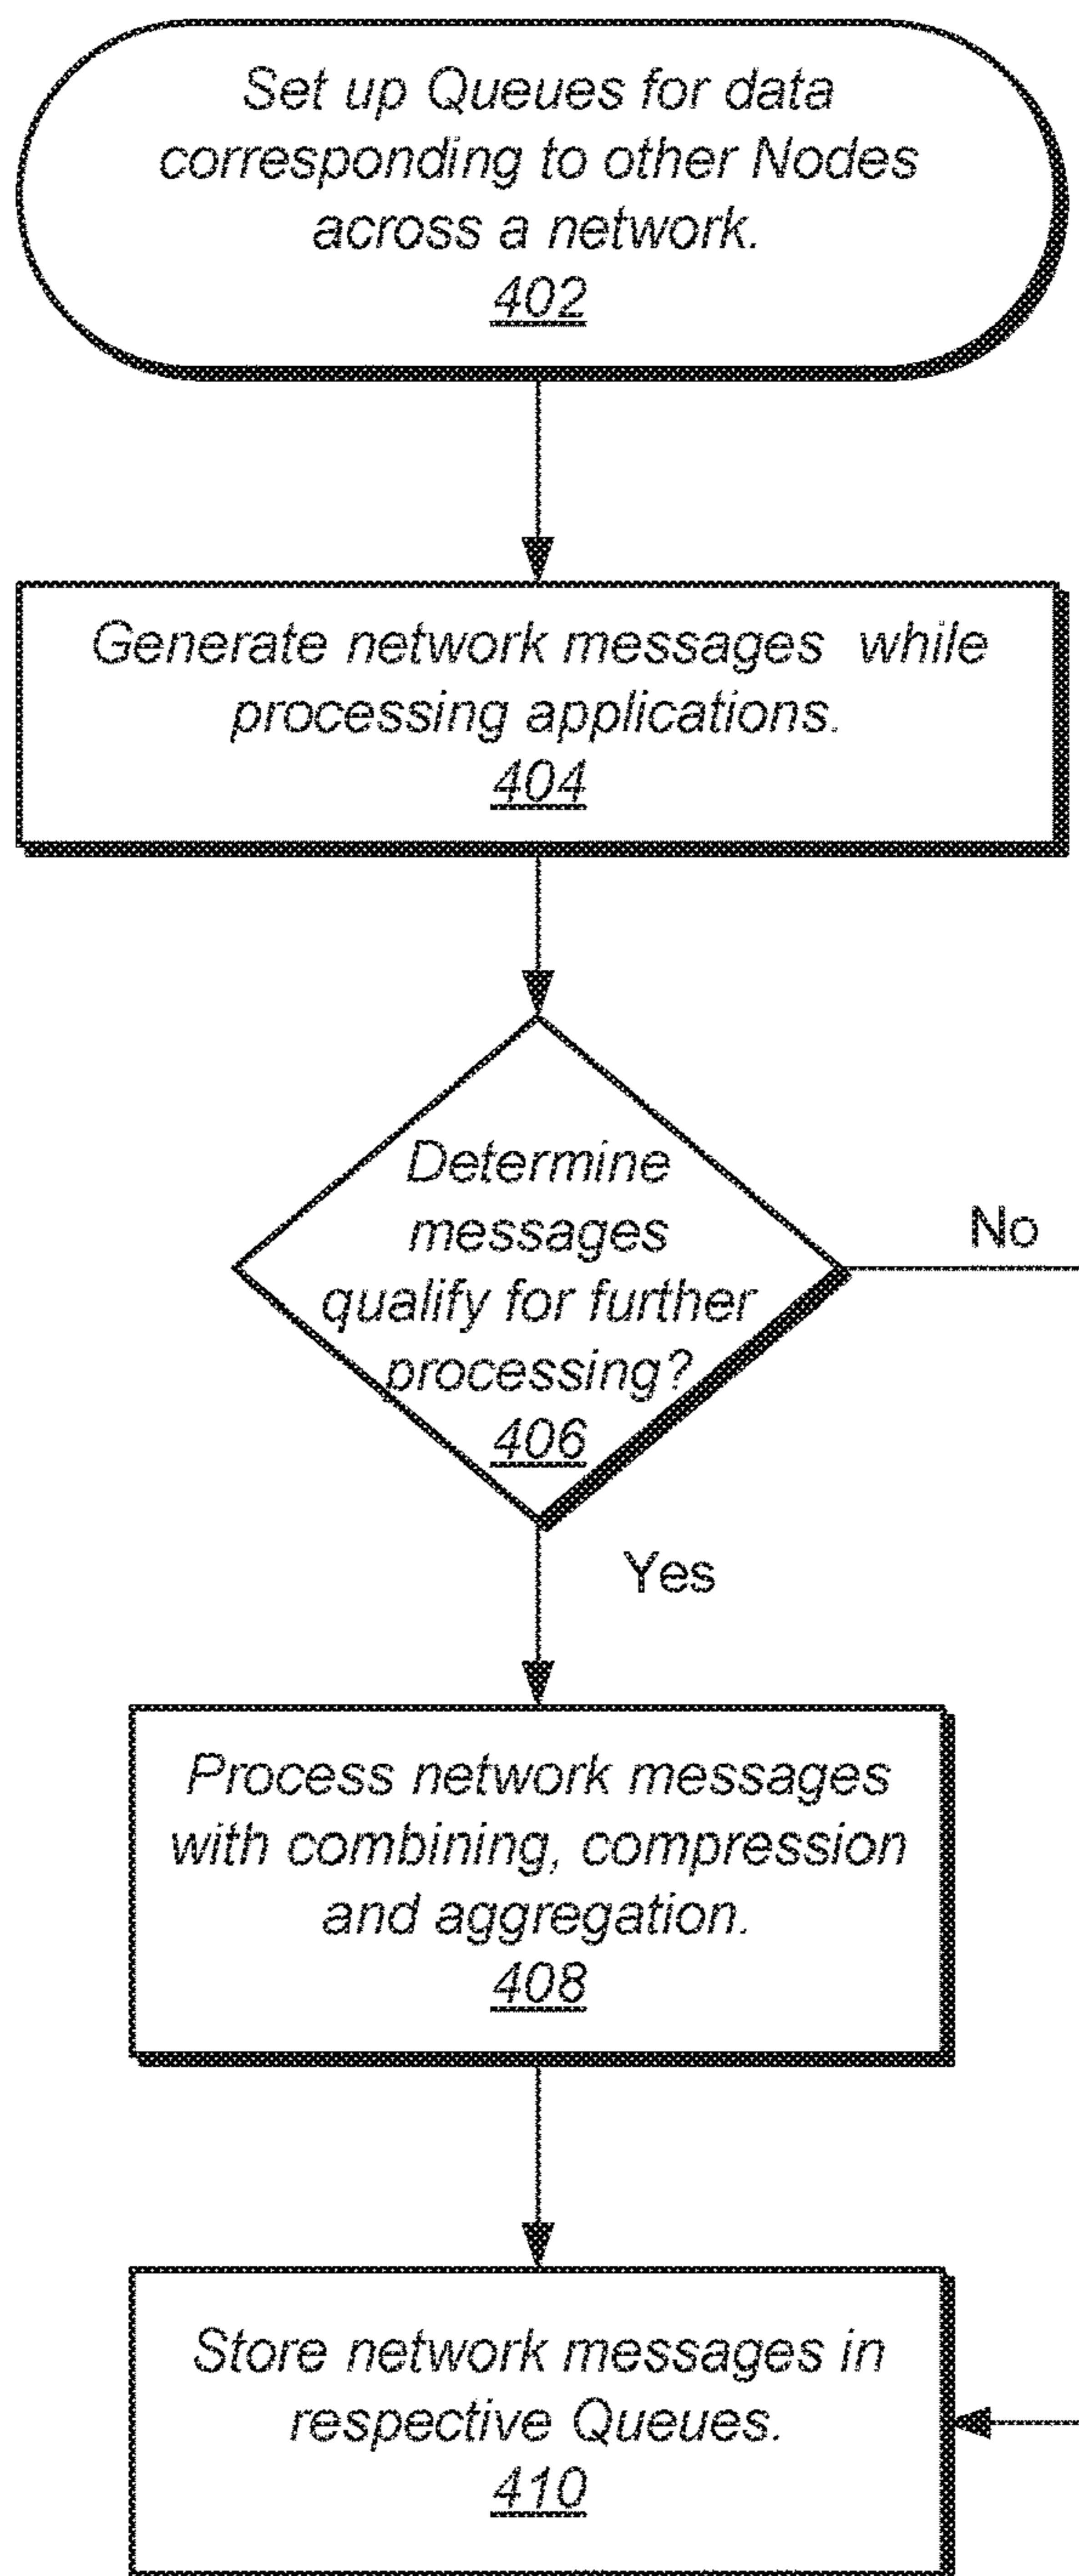 Set up Queues for data
corresponding to other Nodes
across a network.
402
Generate network messages while
processing applications.
404
Determine
messages
qualify for further
processing?
406
No
Yes
Process network messages
with combining, compression
and aggregation.
408
Store network messages in
respective Queues.
410